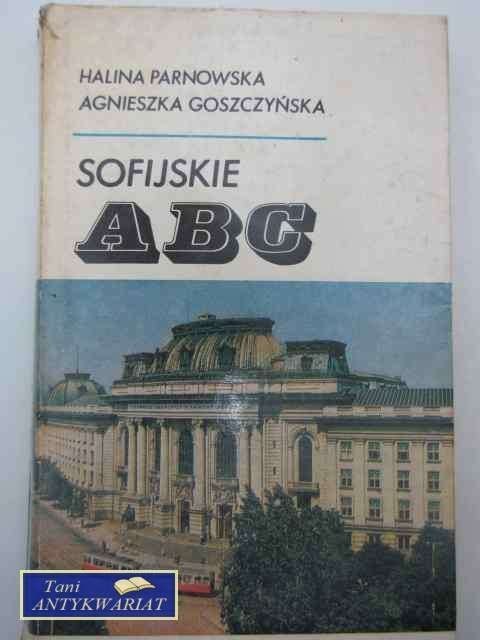 HALINA PARNOWSKA
AGNIESZKA GOSZCZYŃSKA
SOFIJSKIE
ABC
Tani
ANTYKWARIAT